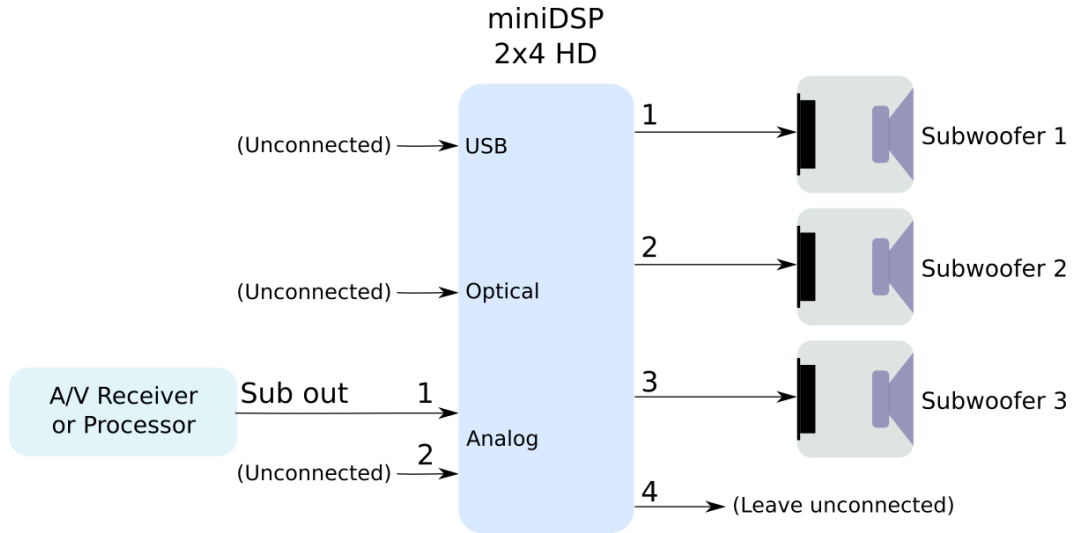 miniDSP
2x4 HD
1
(Unconnected)
USB
Subwoofer 1
2
Subwoofer 2
(Unconnected)
Optical
3
A/V Receiver
or Processor
Sub out
1
Subwoofer 3
Analog
2
(Unconnected)
4
(Leave unconnected)